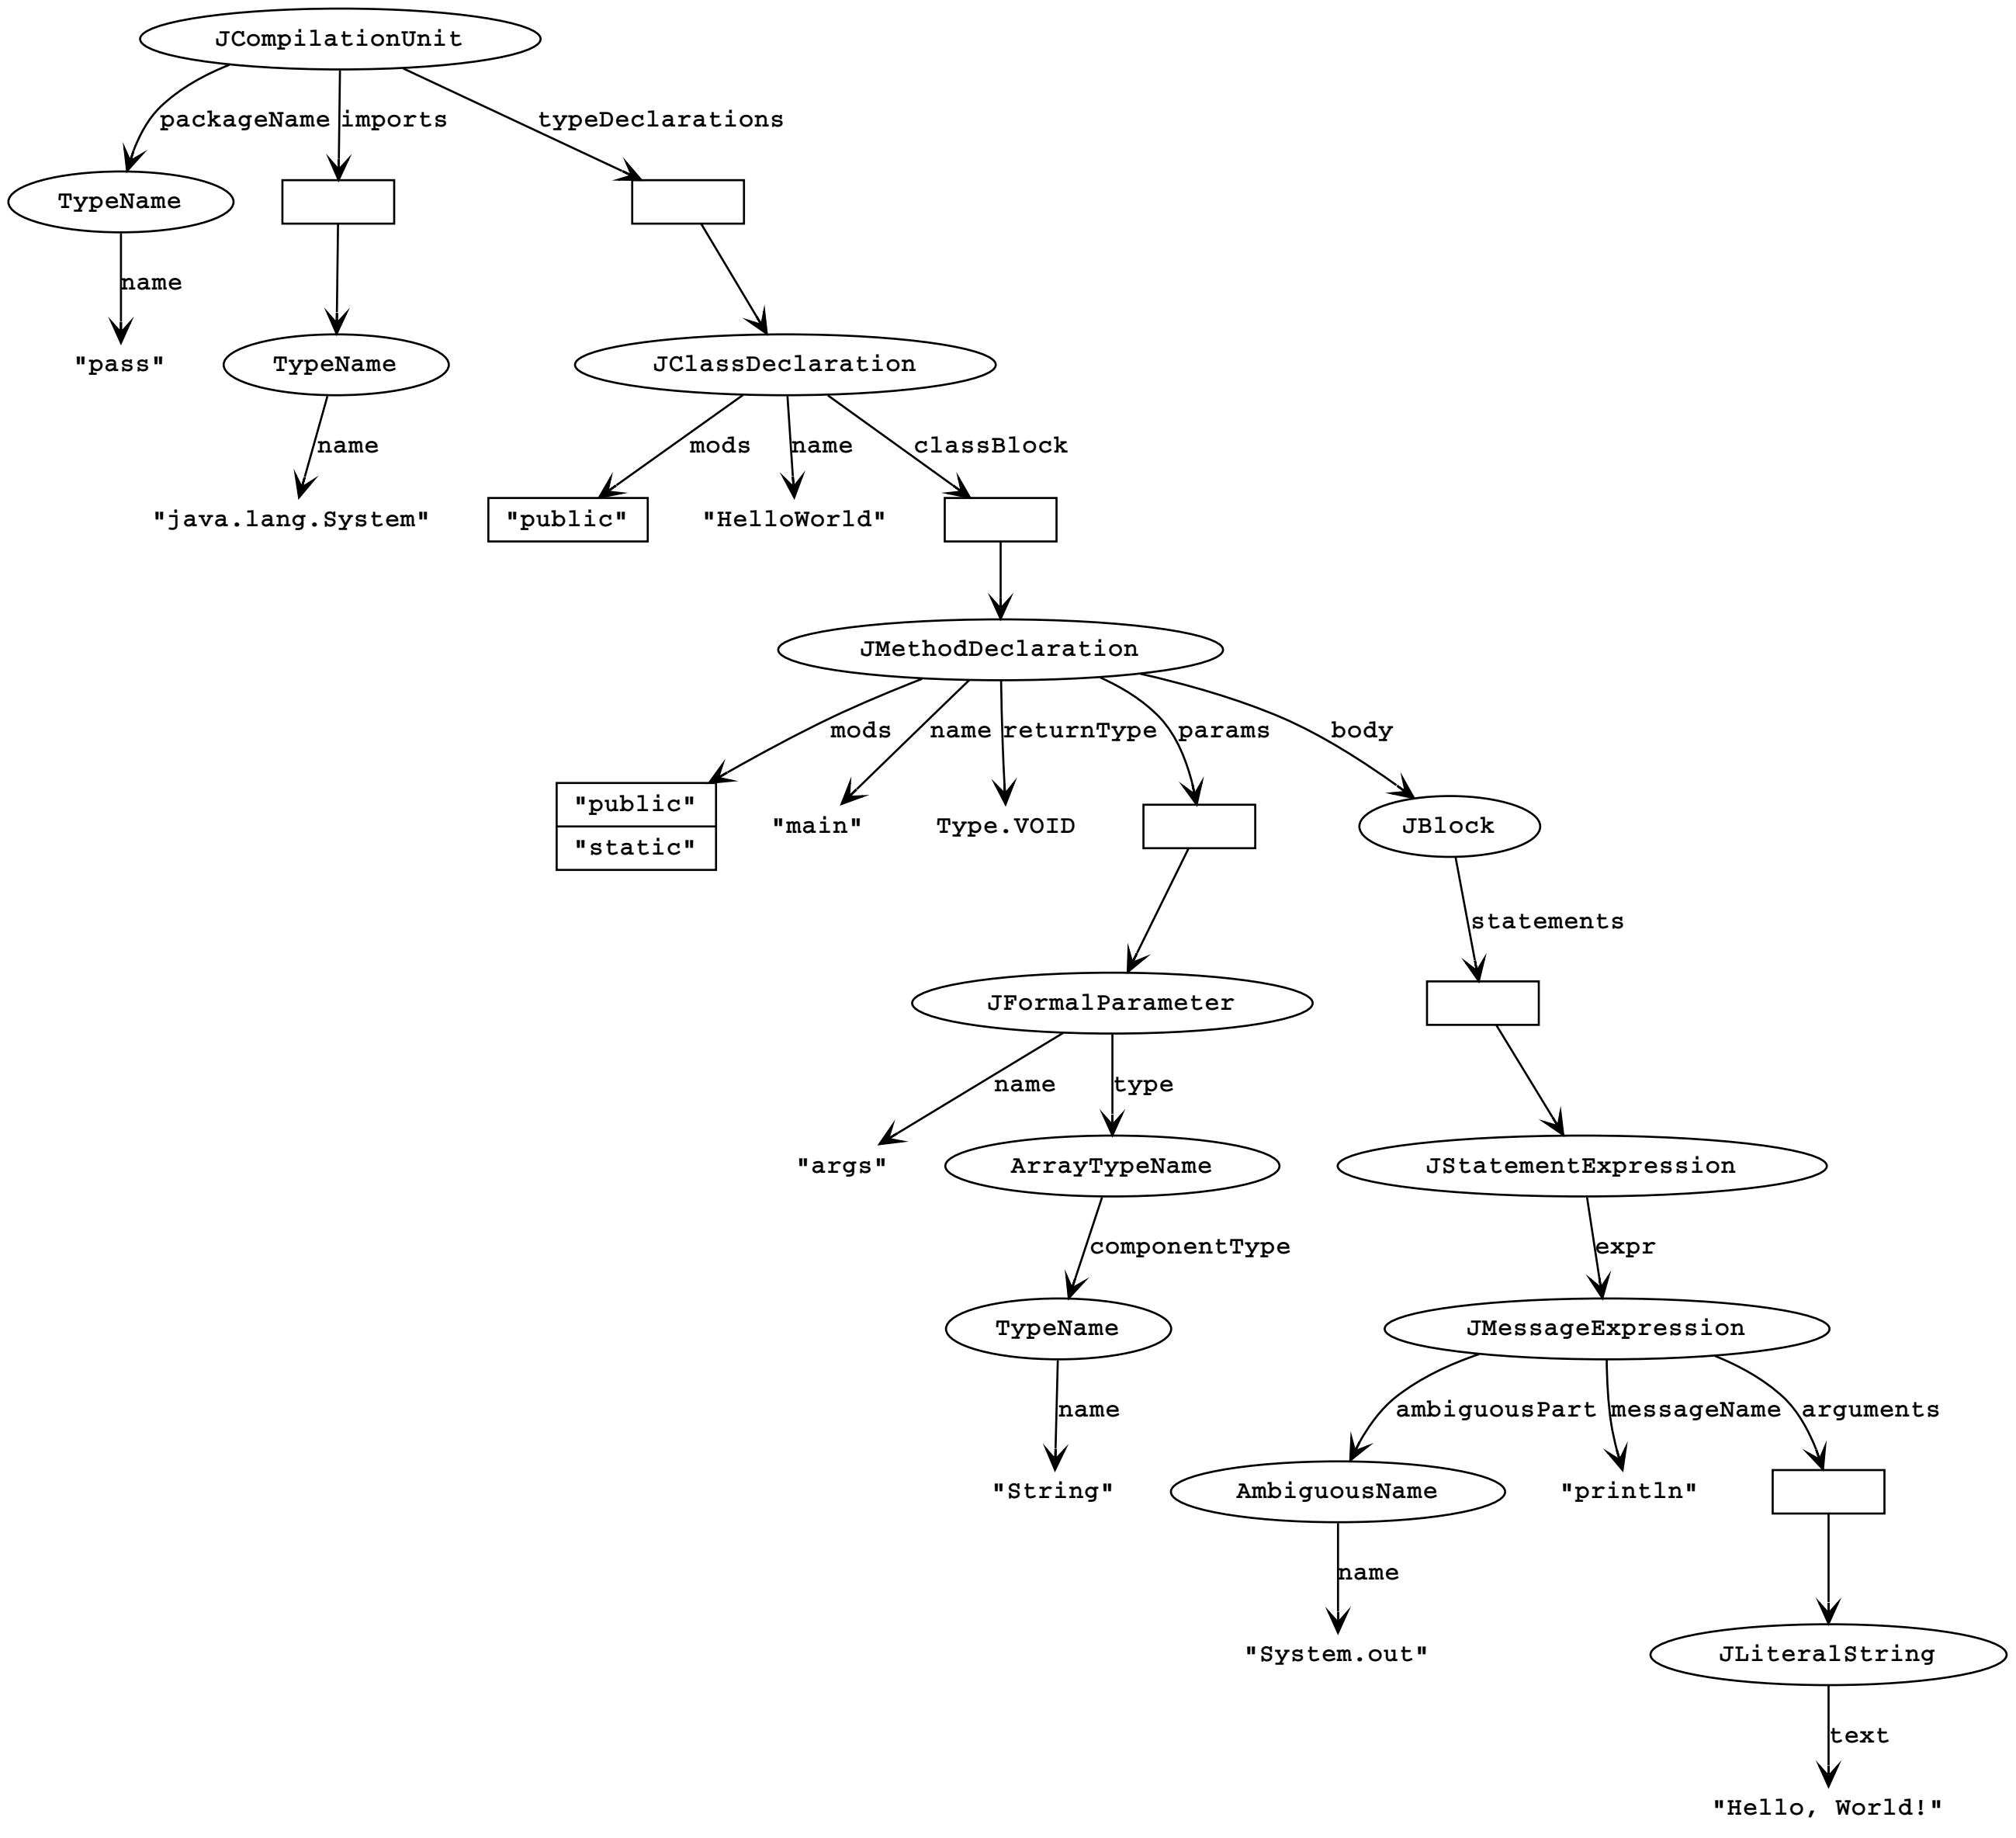 JCompilationUnit
packageName imports typeDeclarations
TypeName
name
"pass" TypeName JClassDeclaration
name mods name classBlock
"java.lang.System" "public" "HelloWorld"
JMethodDeclaration
mods name returnType params body
"public"
"main" Type.VOID JBlock
"static"
statements
JFormalParameter
name type
"args" ArrayTypeName JStatementExpression
componentType expr
TypeName JMessageExpression
name ambiguousPart messageName arguments
"String" AmbiguousName "println"
name
"System.out" JLiteralString
text
"Hello, World!"